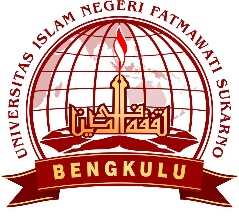 UNIVERSITAS ISLAM NEGERI FATMAWATI SUKARNO
BENGKULU